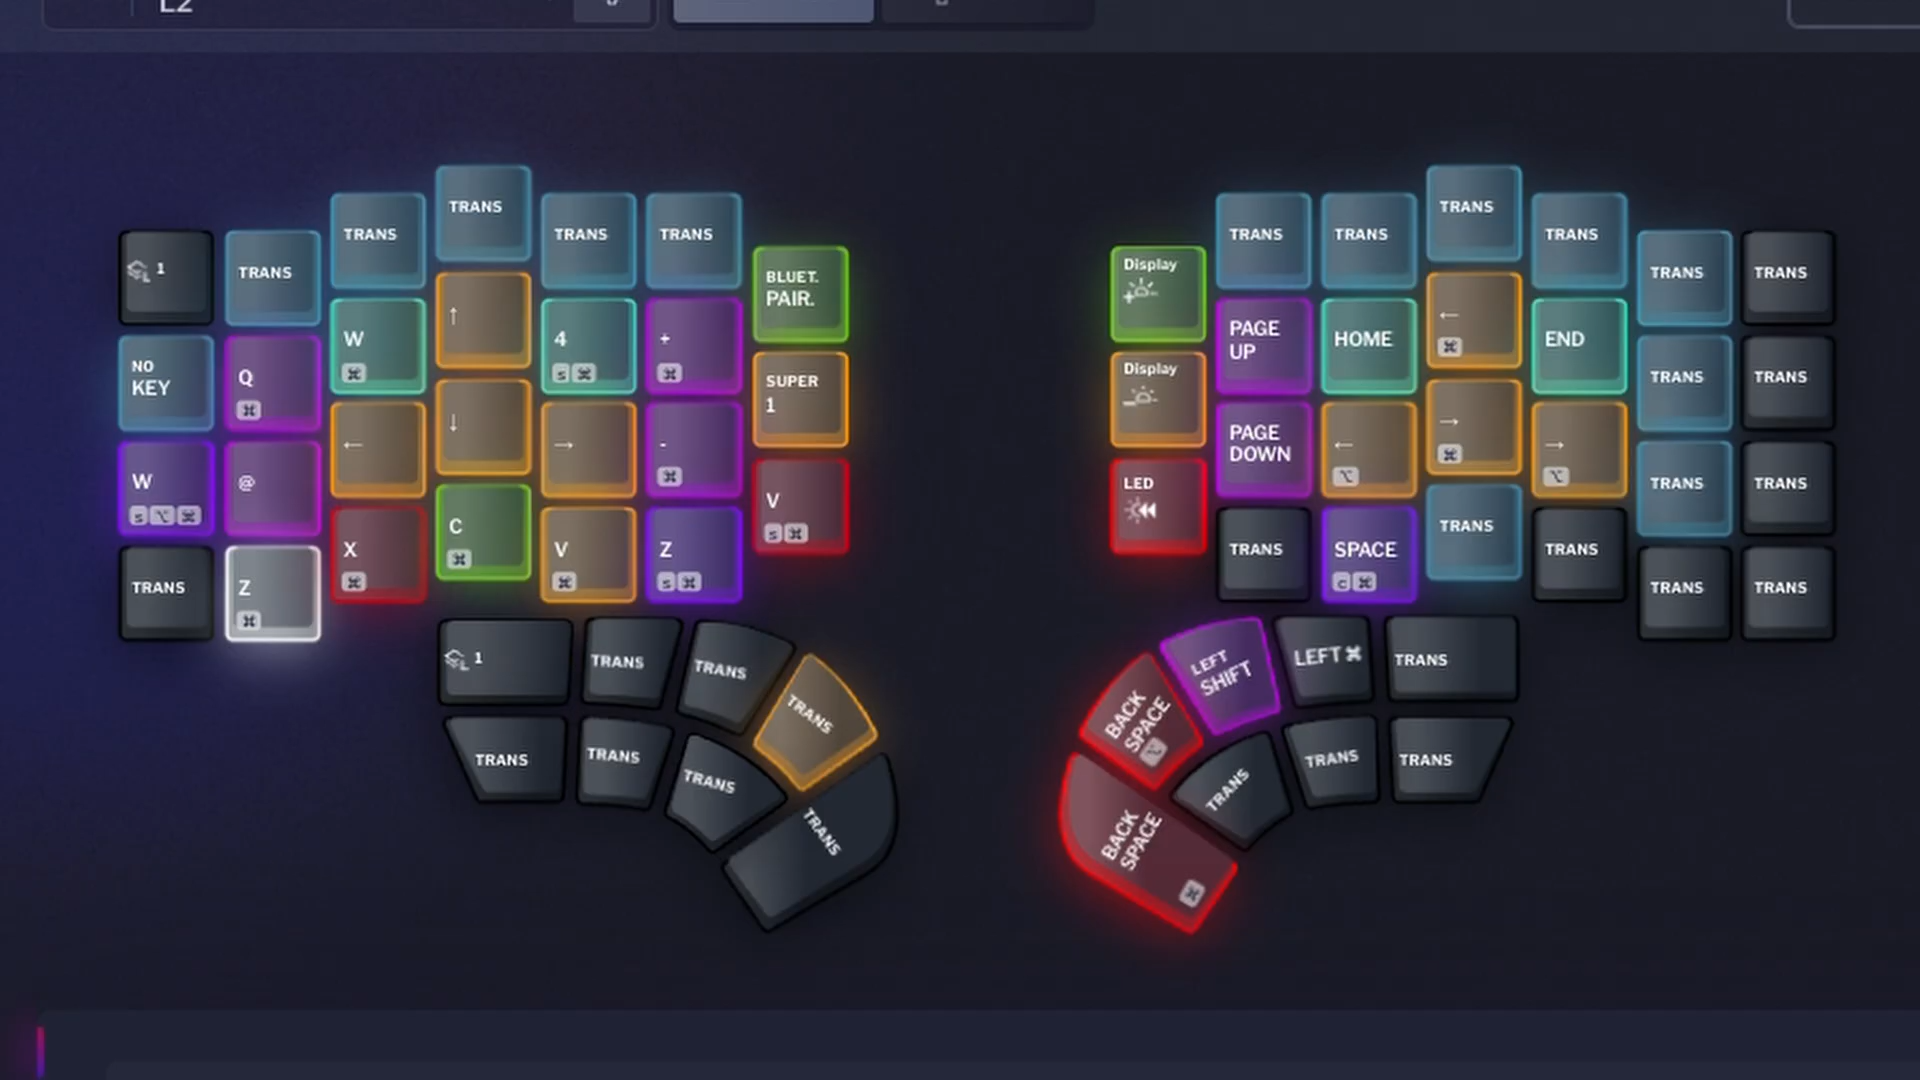 L2
TRANS
TRANS
TRANS
TRANS
1
TRANS
BLUET.
PAIR.
NO
KEY
Q
⌘
W
⌘
↑
4
s ⌘
+
⌘
SUPER
1
W
s ⌥ ⌘
@
←
↓
→
-
⌘
V
s ⌘
TRANS
Z
⌘
X
⌘
C
⌘
V
⌘
Z
s ⌘
1
TRANS
TRANS
TRANS
TRANS
TRANS
TRANS
TRANS
TRANS
TRANS
TRANS
TRANS
TRANS
TRANS
Display
PAGE
UP
HOME
←
⌘
END
TRANS
TRANS
Display
PAGE
DOWN
←
⌥
→
⌘
→
⌥
TRANS
TRANS
LED
TRANS
SPACE
c ⌘
TRANS
TRANS
TRANS
TRANS
BACK
SPACE
⌥
LEFT
SHIFT
LEFT ⌘
TRANS
BACK
SPACE
⌘
TRANS
TRANS
TRANS